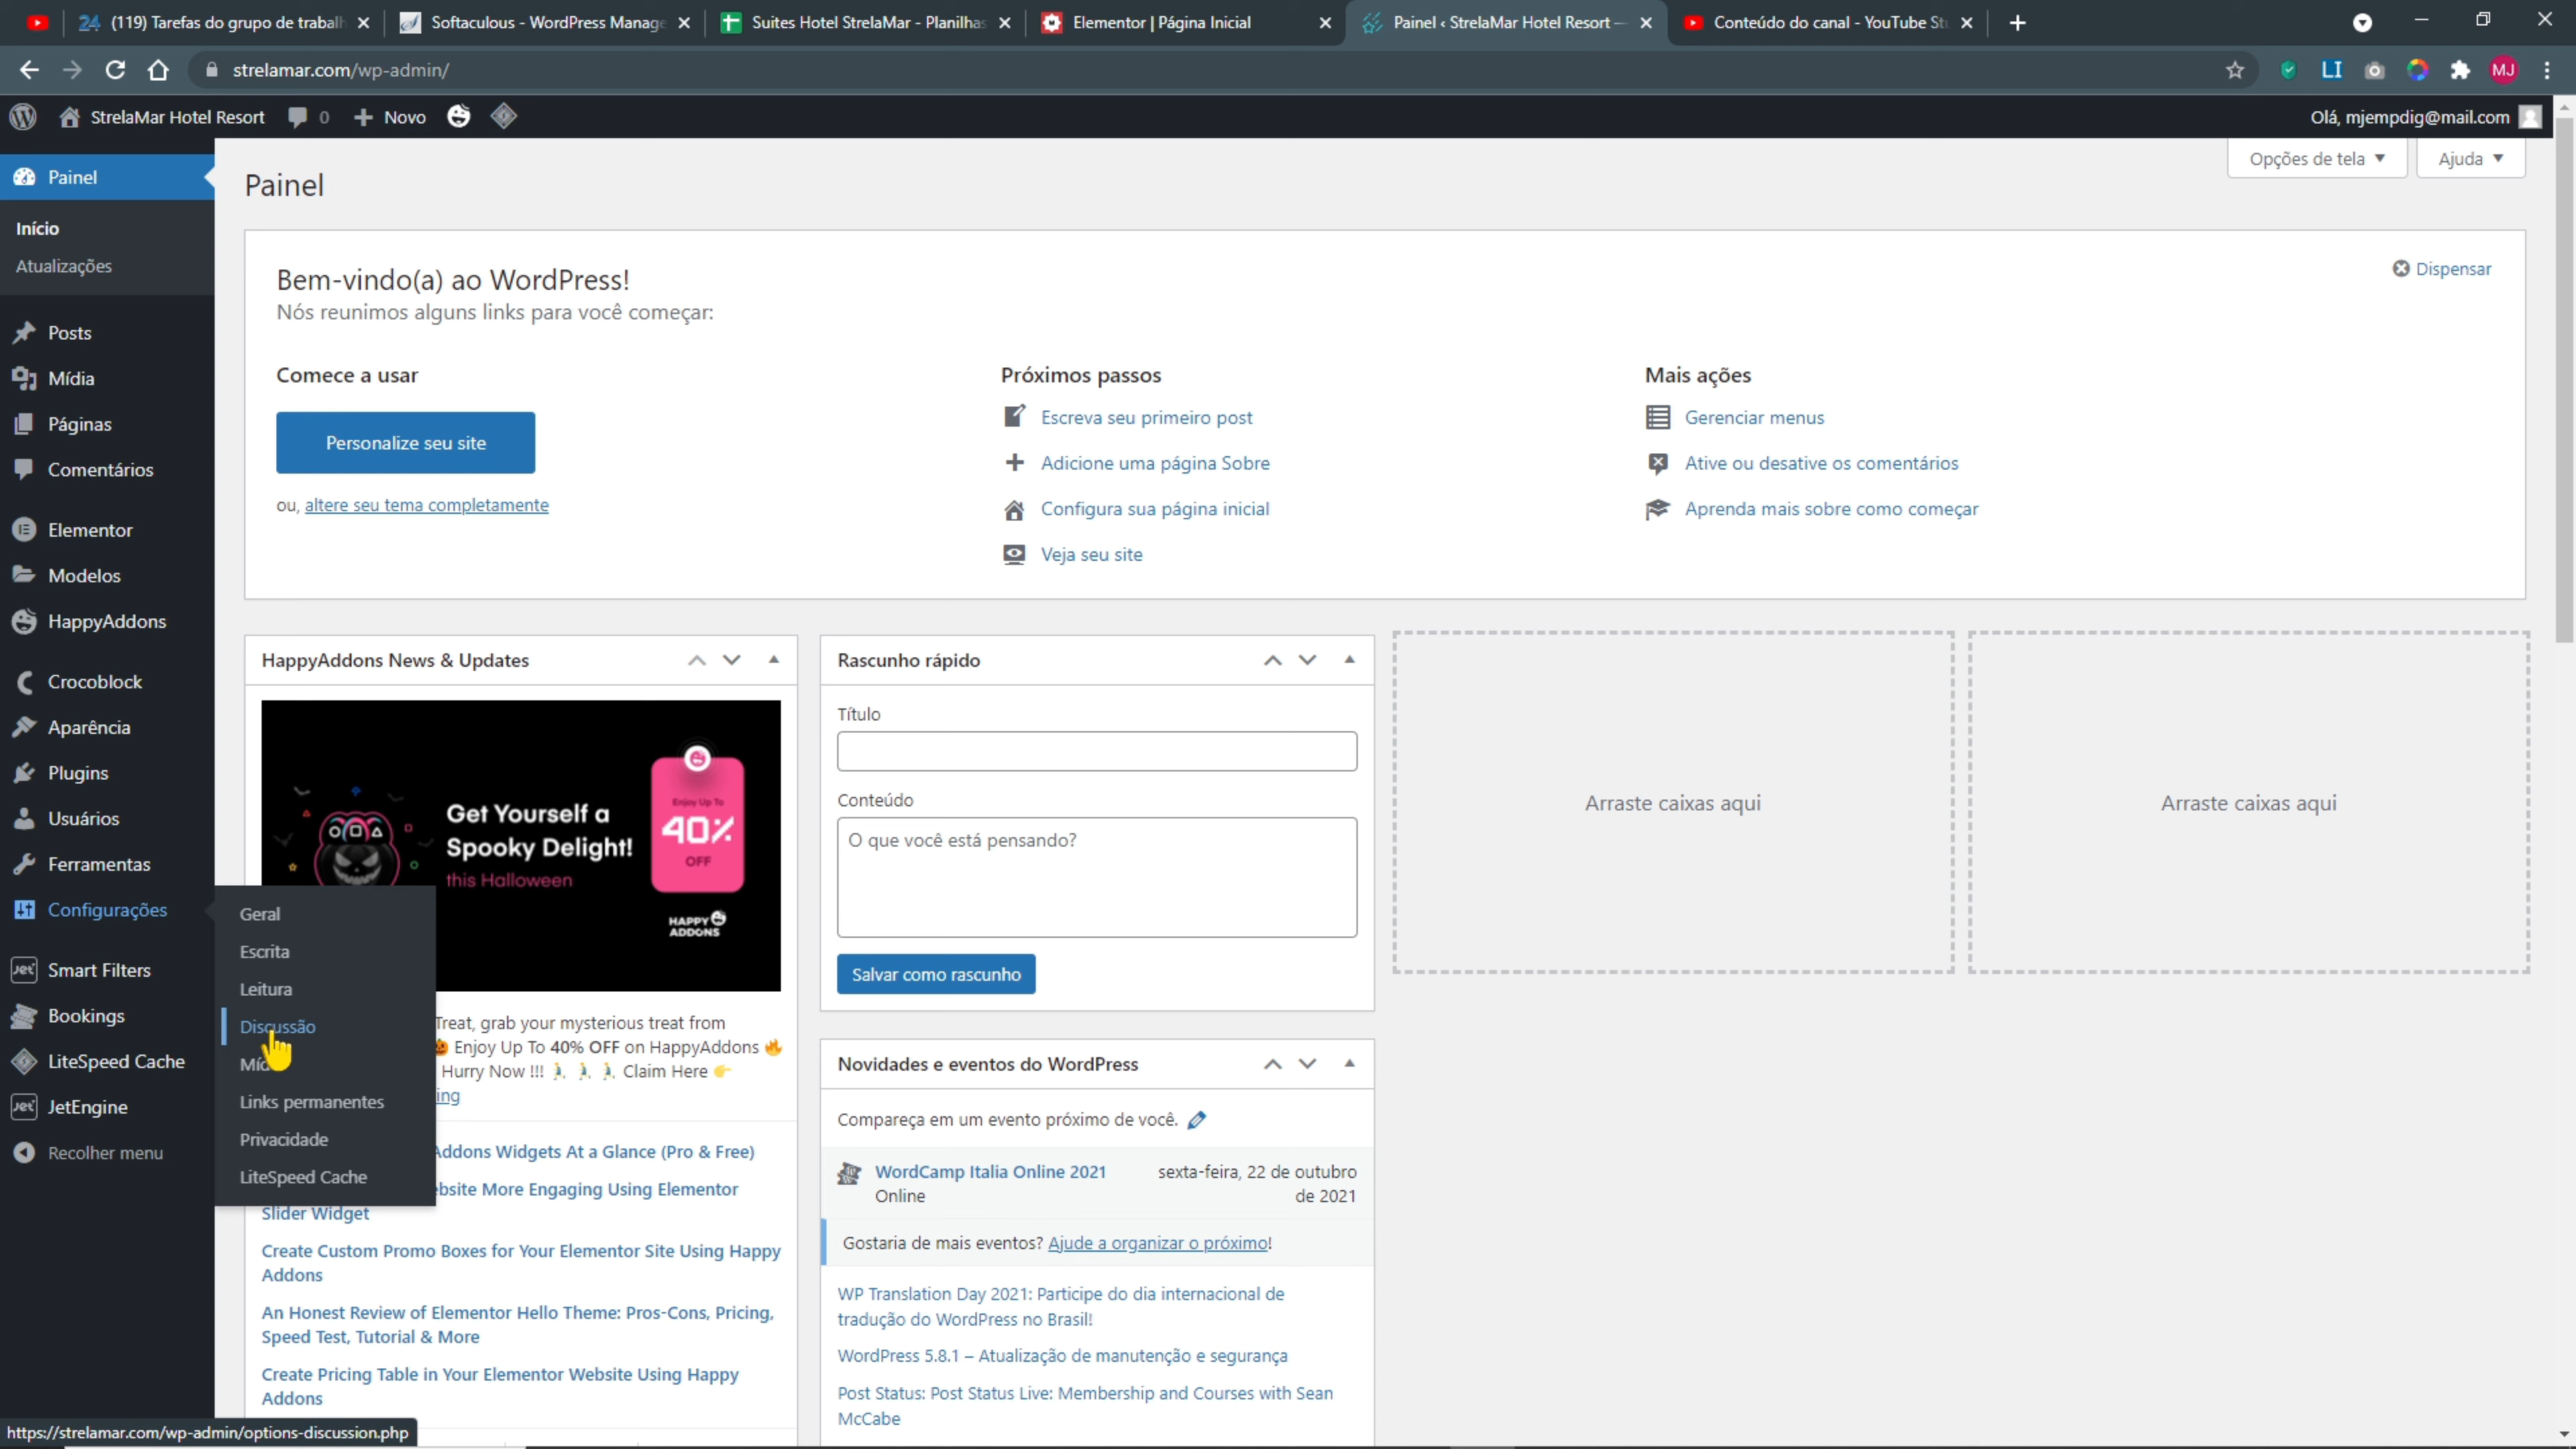 (119) Tarefas do grupo de trabalh
Softaculous - WordPress Manage
Suites Hotel StrelaMar - Planilhas
Elementor | Página Inicial
Painel ‹ StrelaMar Hotel Resort —
Conteúdo do canal - YouTube St
strelamar.com/wp-admin/
LI
MJ
StrelaMar Hotel Resort
0
Novo
Olá, mjempdig@mail.com
Painel
Início
Atualizações
Posts
Mídia
Páginas
Comentários
Elementor
Modelos
HappyAddons
Crocoblock
Aparência
Plugins
Usuários
Ferramentas
Configurações
Smart Filters
Bookings
LiteSpeed Cache
JetEngine
Recolher menu
Geral
Escrita
Leitura
Discussão
Links permanentes
Privacidade
LiteSpeed Cache
Painel
Opções de tela
Ajuda
Bem-vindo(a) ao WordPress!
Nós reunimos alguns links para você começar:
Dispensar
Comece a usar
Personalize seu site
ou, altere seu tema completamente
Próximos passos
Escreva seu primeiro post
Adicione uma página Sobre
Configura sua página inicial
Veja seu site
Mais ações
Gerenciar menus
Ative ou desative os comentários
Aprenda mais sobre como começar
HappyAddons News & Updates
Get Yourself a
Spooky Delight!
this Halloween
Enjoy Up To
40%
OFF
HAPPY
ADDONS
Treat, grab your mysterious treat from
🎃 Enjoy Up To 40% OFF on HappyAddons 🔥
Hurry Now !!! 🏃 🏃 🏃 Claim Here 👉
ing
Addons Widgets At a Glance (Pro & Free)
ebsite More Engaging Using Elementor
Slider Widget
Create Custom Promo Boxes for Your Elementor Site Using Happy
Addons
An Honest Review of Elementor Hello Theme: Pros-Cons, Pricing,
Speed Test, Tutorial & More
Create Pricing Table in Your Elementor Website Using Happy
Addons
Rascunho rápido
Título
Conteúdo
O que você está pensando?
Salvar como rascunho
Novidades e eventos do WordPress
Compareça em um evento próximo de você.
WordCamp Italia Online 2021
Online
sexta-feira, 22 de outubro
de 2021
Gostaria de mais eventos? Ajude a organizar o próximo!
WP Translation Day 2021: Participe do dia internacional de
tradução do WordPress no Brasil!
WordPress 5.8.1 – Atualização de manutenção e segurança
Post Status: Post Status Live: Membership and Courses with Sean
McCabe
Arraste caixas aqui
Arraste caixas aqui
https://strelamar.com/wp-admin/options-discussion.php